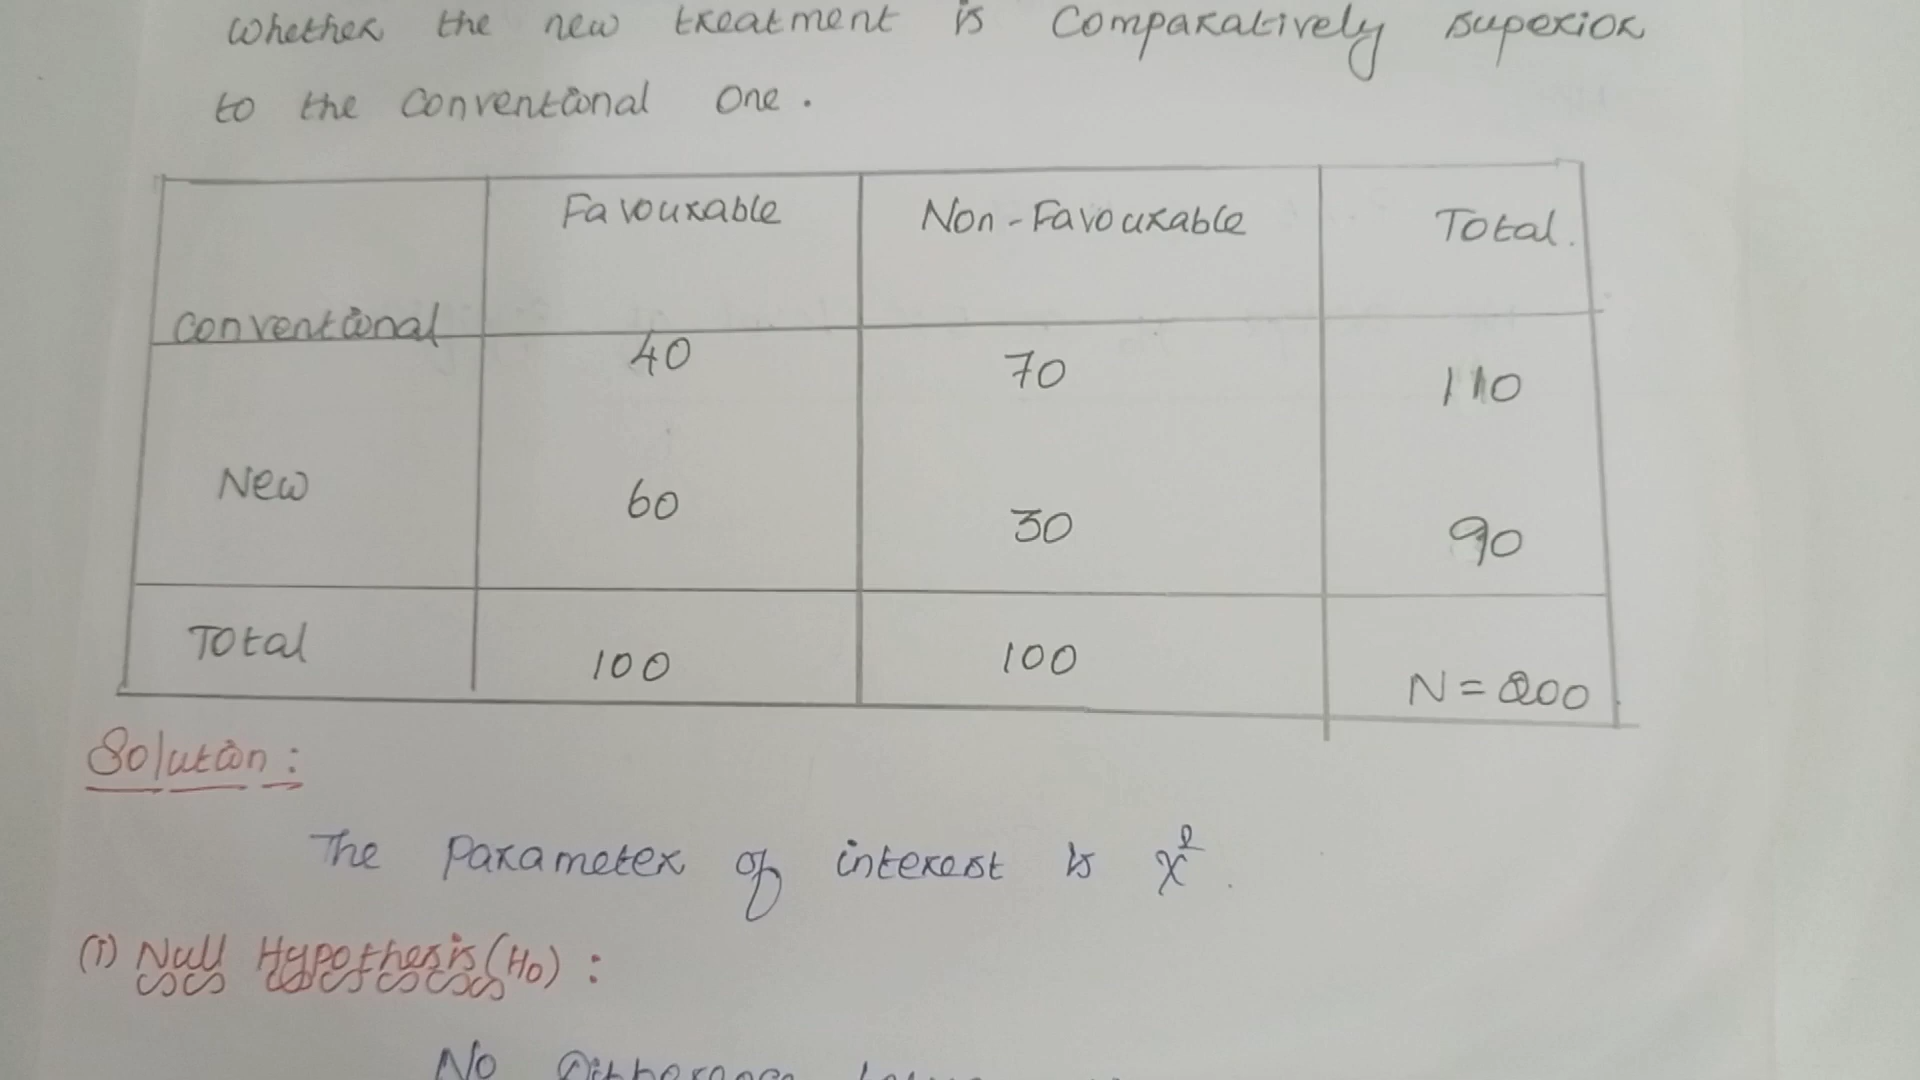 whether the new treatment is comparatively superior
to the conventional one.
Favourable Non-Favourable Total.
conventional 40 70 110
New 60 30 90
Total 100 100 N = 200
Solution:
The parameter of interest is χ².
(i) Null Hypothesis (H0) :
No